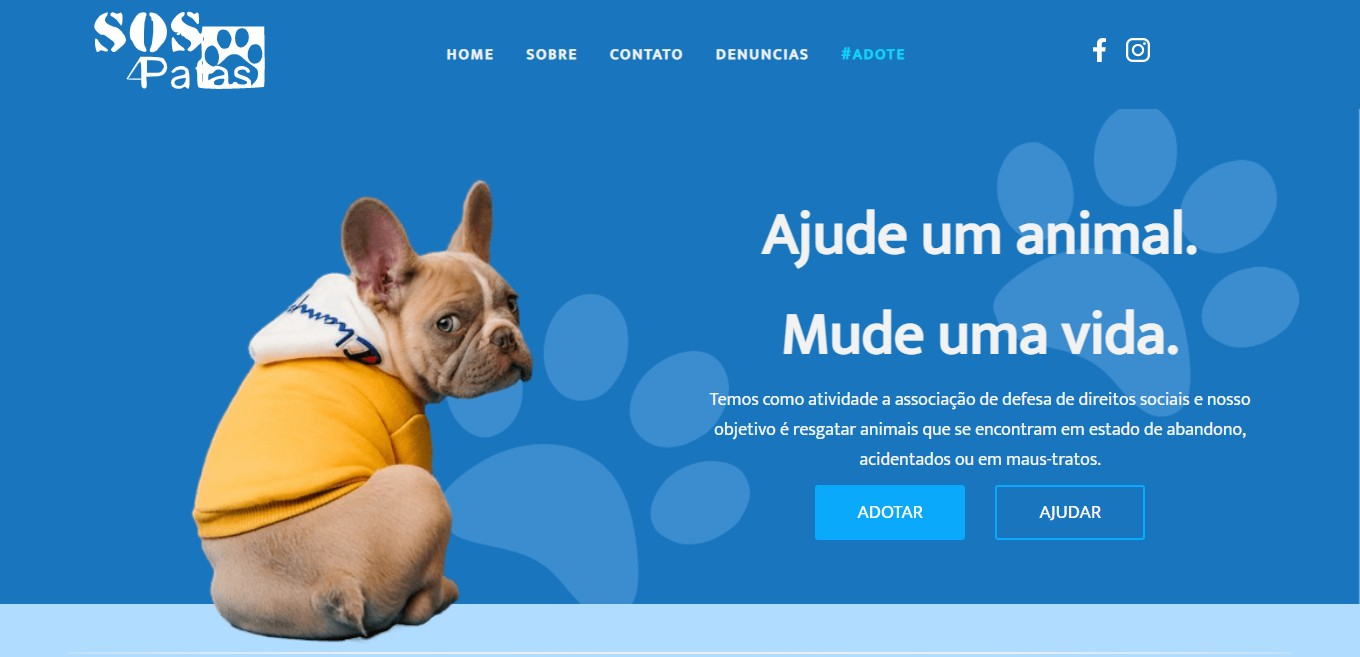 SOS
4Patas
HOME SOBRE CONTATO DENUNCIAS #ADOTE
Ajude um animal.
Mude uma vida.
Temos como atividade a associação de defesa de direitos sociais e nosso
objetivo é resgatar animais que se encontram em estado de abandono,
acidentados ou em maus-tratos.
ADOTAR AJUDAR
Champ